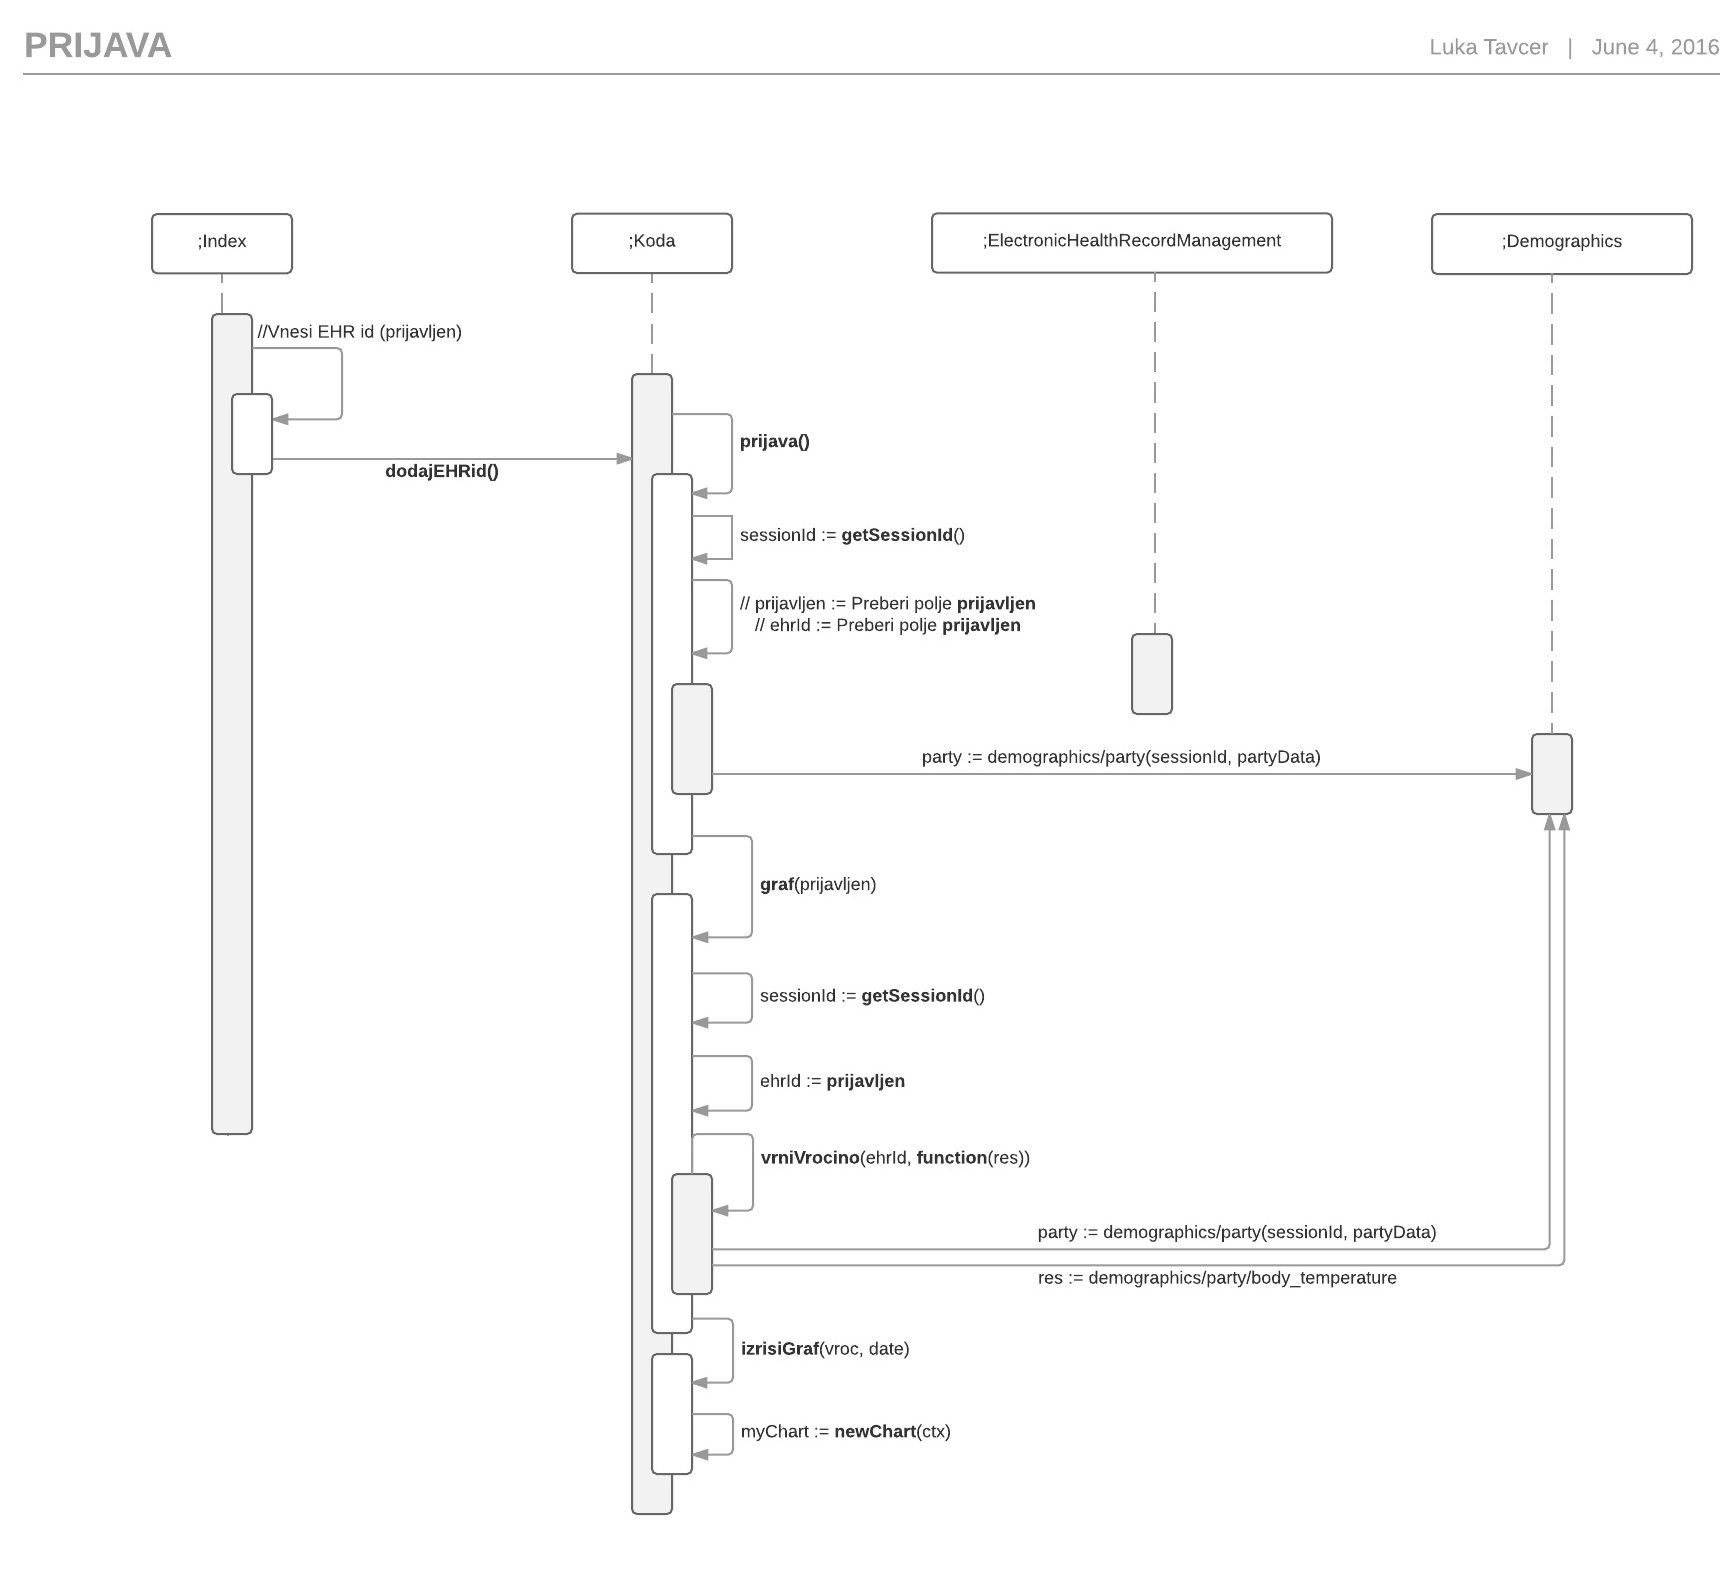 PRIJAVA
Luka Tavcer | June 4, 2016
;Index
;Koda
;ElectronicHealthRecordManagement
;Demographics
//Vnesi EHR id (prijavljen)
prijava()
dodajEHRid()
sessionId := getSessionId()
// prijavljen := Preberi polje prijavljen
// ehrId := Preberi polje prijavljen
party := demographics/party(sessionId, partyData)
graf(prijavljen)
sessionId := getSessionId()
ehrId := prijavljen
vrniVrocino(ehrId, function(res))
party := demographics/party(sessionId, partyData)
res := demographics/party/body_temperature
izrisiGraf(vroc, date)
myChart := newChart(ctx)